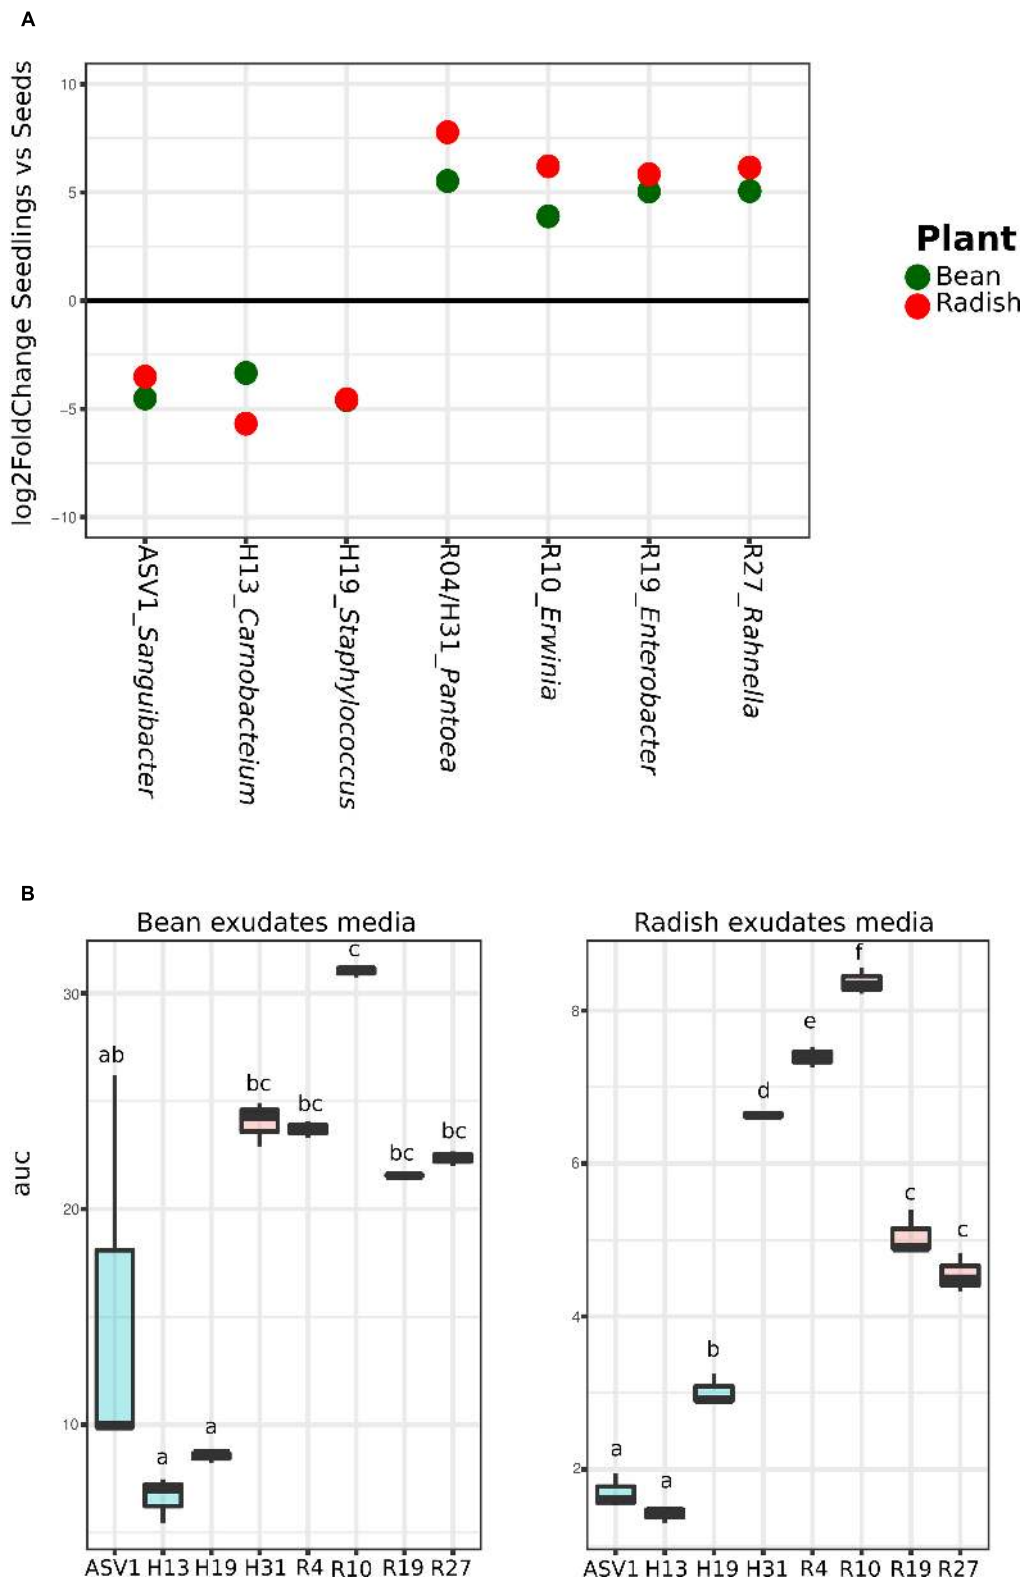 A
log2FoldChange Seedlings vs Seeds
10
5
0
−5
−10
Plant
Bean
Radish
ASV1_Sanguibacter
H13_Carnobacteium
H19_Staphylococcus
R04/H31_Pantoea
R10_Erwinia
R19_Enterobacter
R27_Rahnella
B
Bean exudates media
auc
30
20
10
ab
a
a
bc
bc
c
bc
bc
ASV1 H13 H19 H31 R4 R10 R19 R27
Radish exudates media
8
6
4
2
a
a
b
d
e
f
c
c
ASV1 H13 H19 H31 R4 R10 R19 R27